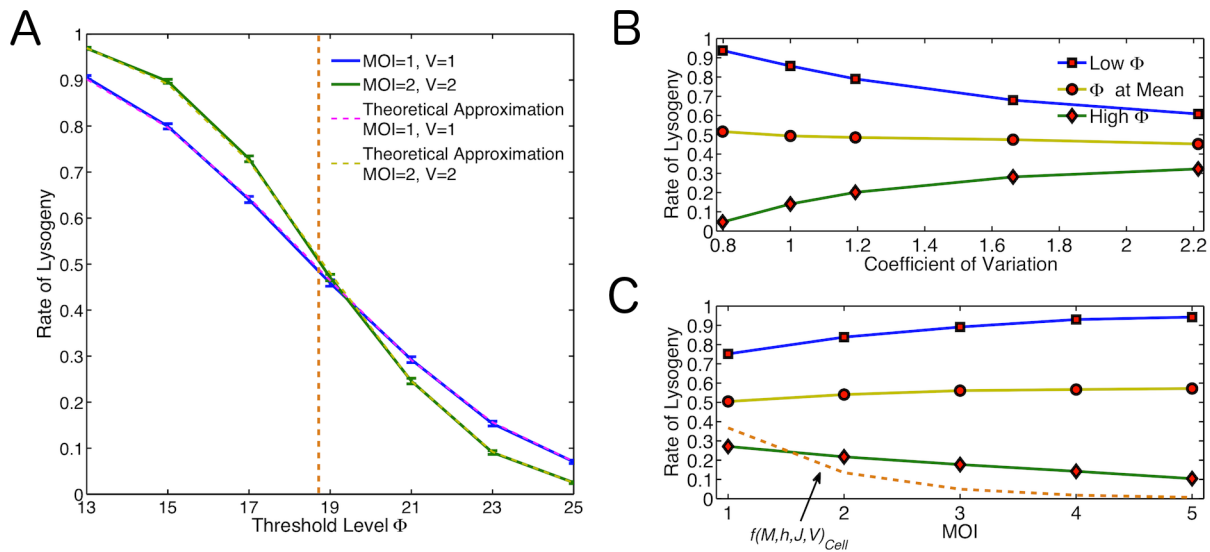 A
1
0.9
0.8
0.7
0.6
0.5
0.4
0.3
0.2
0.1
0
Rate of Lysogeny
13 15 17 19 21 23 25
Threshold Level Φ
MOI=1, V=1
MOI=2, V=2
Theoretical Approximation
MOI=1, V=1
Theoretical Approximation
MOI=2, V=2
B
1
0.9
0.8
0.7
0.6
0.5
0.4
0.3
0.2
0.1
0
Rate of Lysogeny
0.8 1 1.2 1.4 1.6 1.8 2 2.2
Coefficient of Variation
Low Φ
Φ at Mean
High Φ
C
1
0.9
0.8
0.7
0.6
0.5
0.4
0.3
0.2
0.1
0
Rate of Lysogeny
1 2 3 4 5
MOI
f(M,h,J,V)Cell